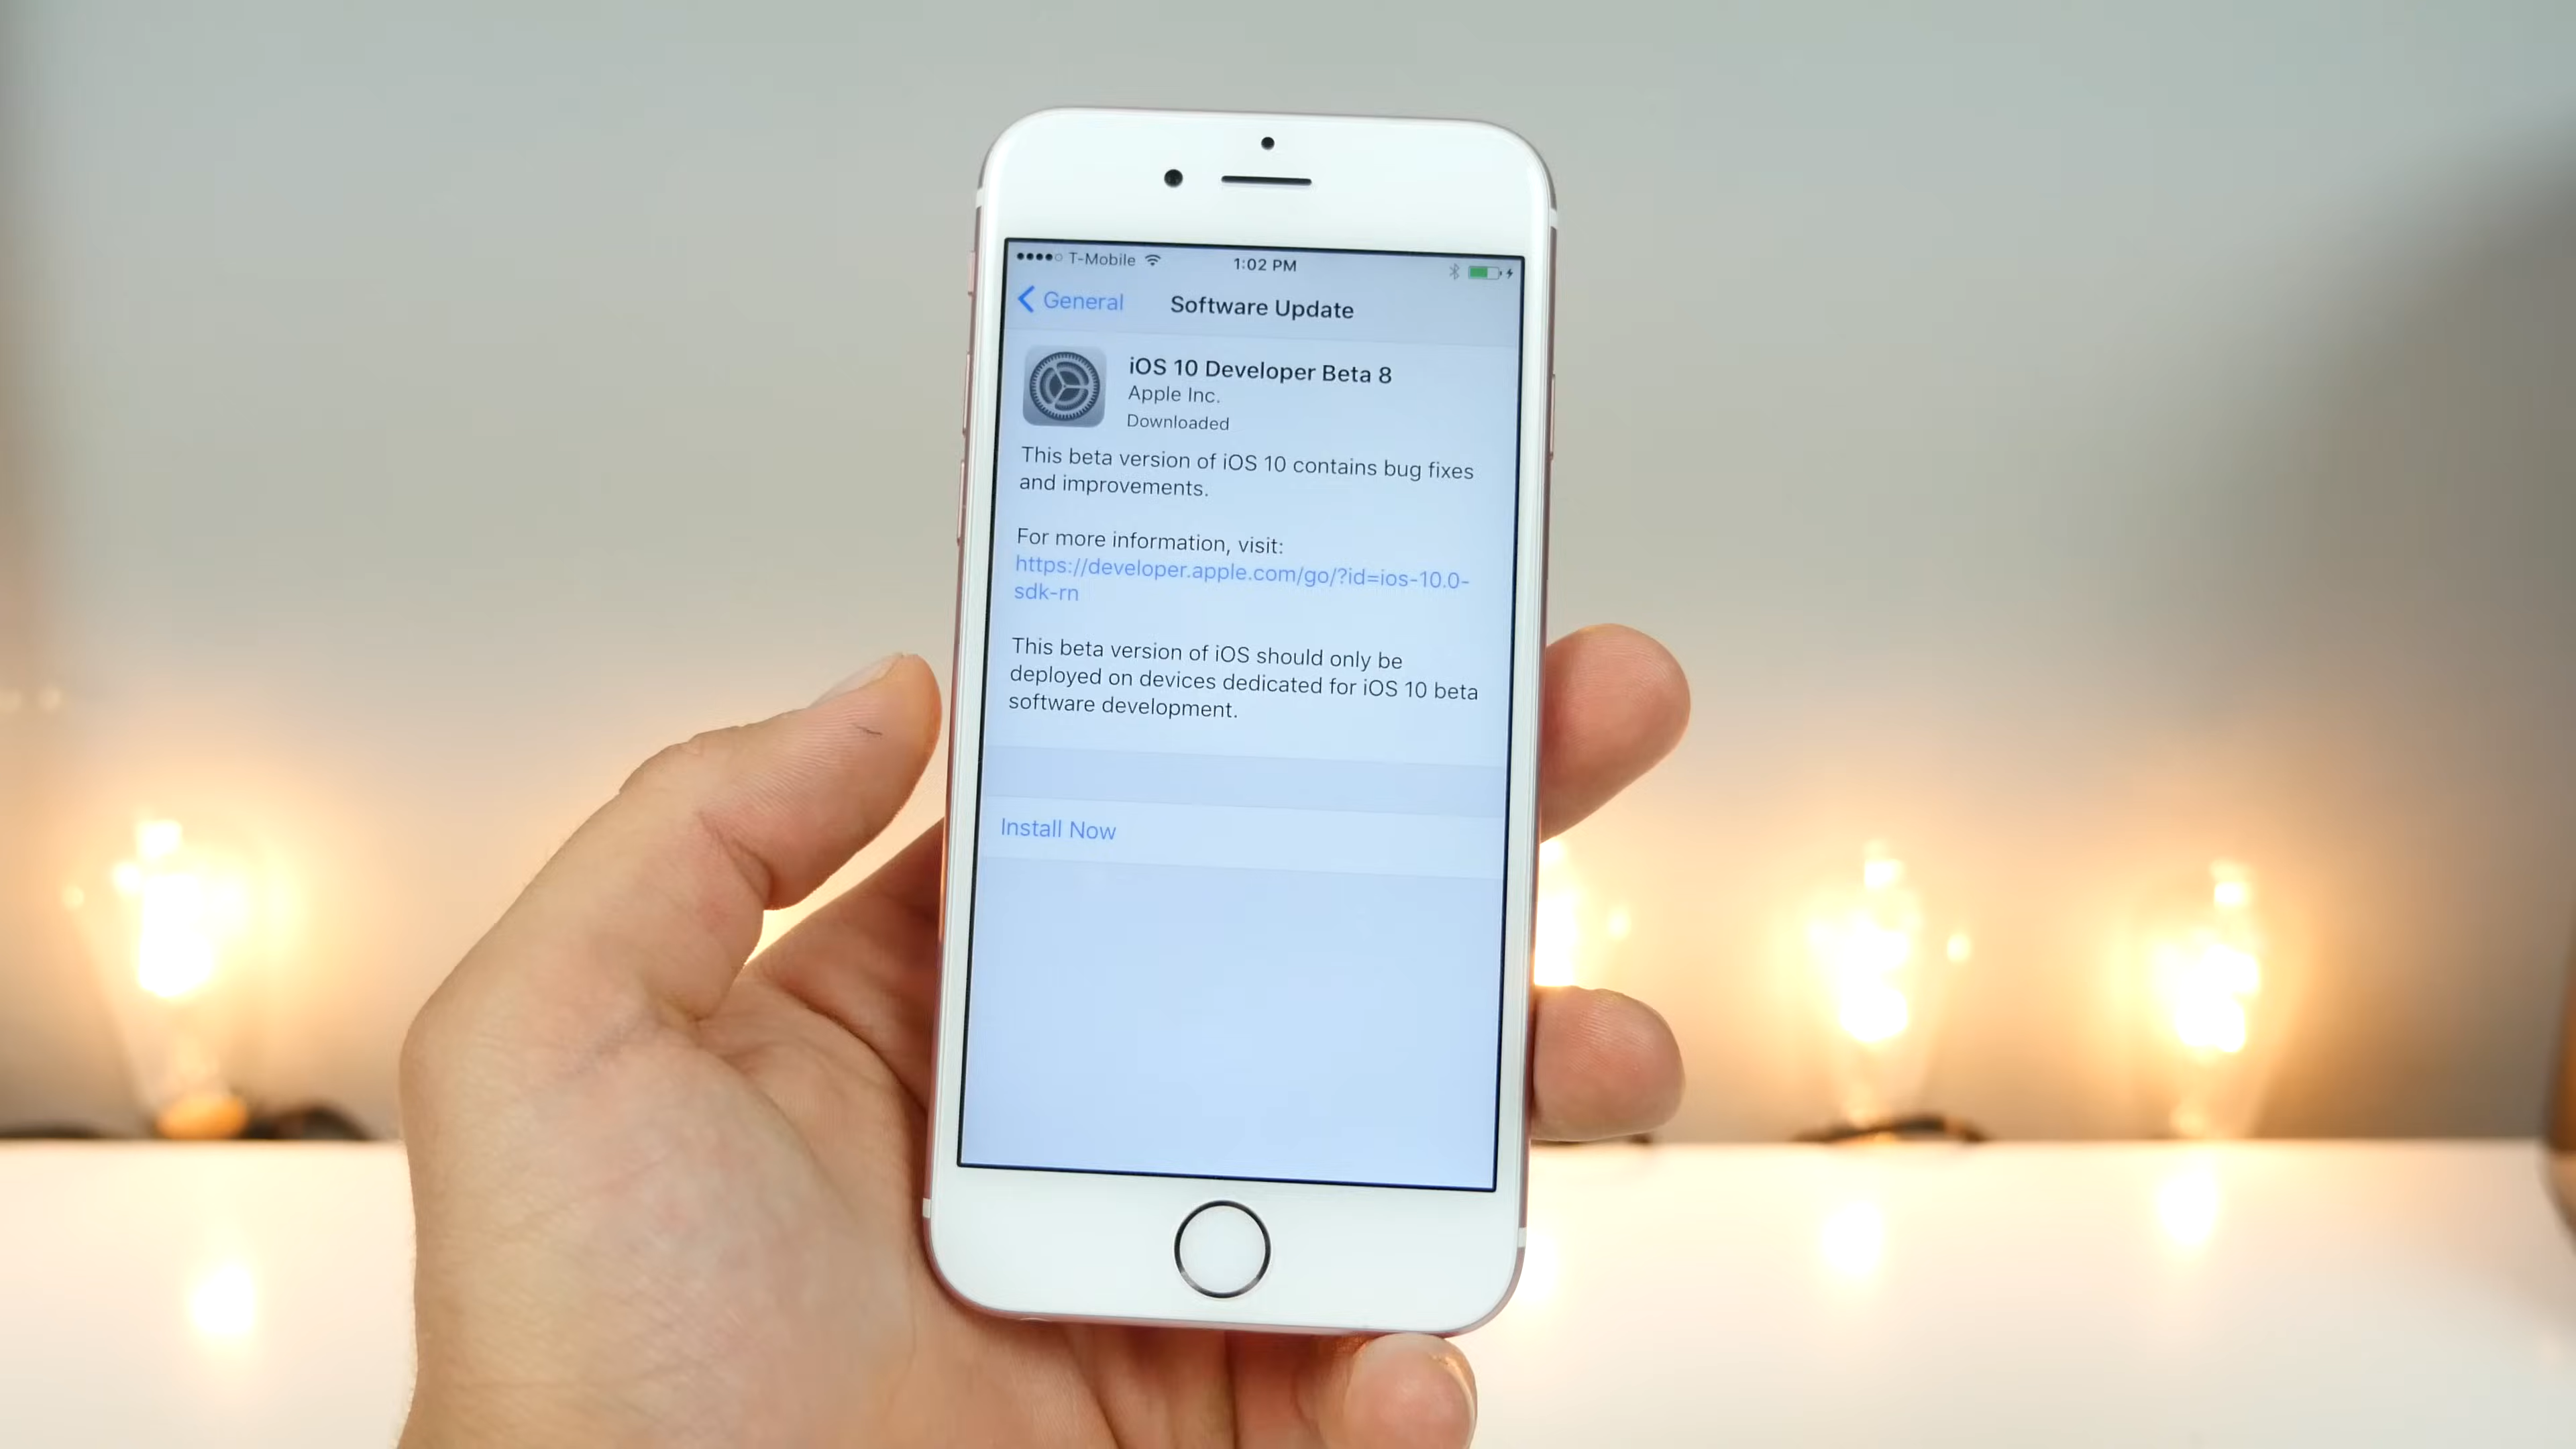 T-Mobile 1:02 PM
General Software Update
iOS 10 Developer Beta 8
Apple Inc.
Downloaded
This beta version of iOS 10 contains bug fixes
and improvements.
For more information, visit:
https://developer.apple.com/go/?id=ios-10.0-
sdk-rn
This beta version of iOS should only be
deployed on devices dedicated for iOS 10 beta
software development.
Install Now